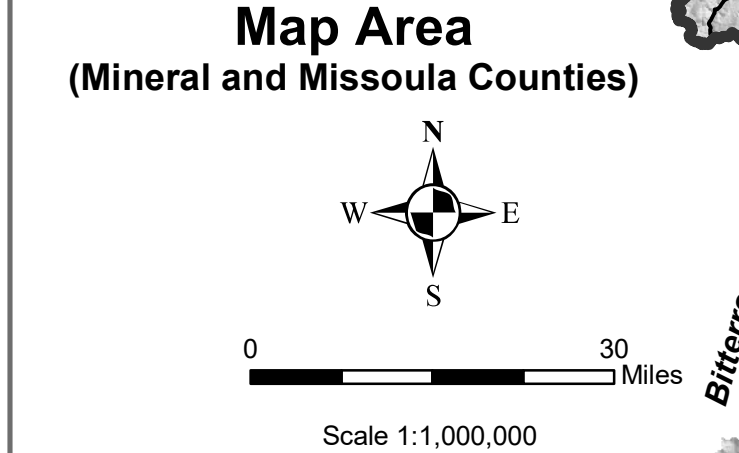 Map Area
(Mineral and Missoula Counties)
N
W E
S
0 30
Miles
Scale 1:1,000,000